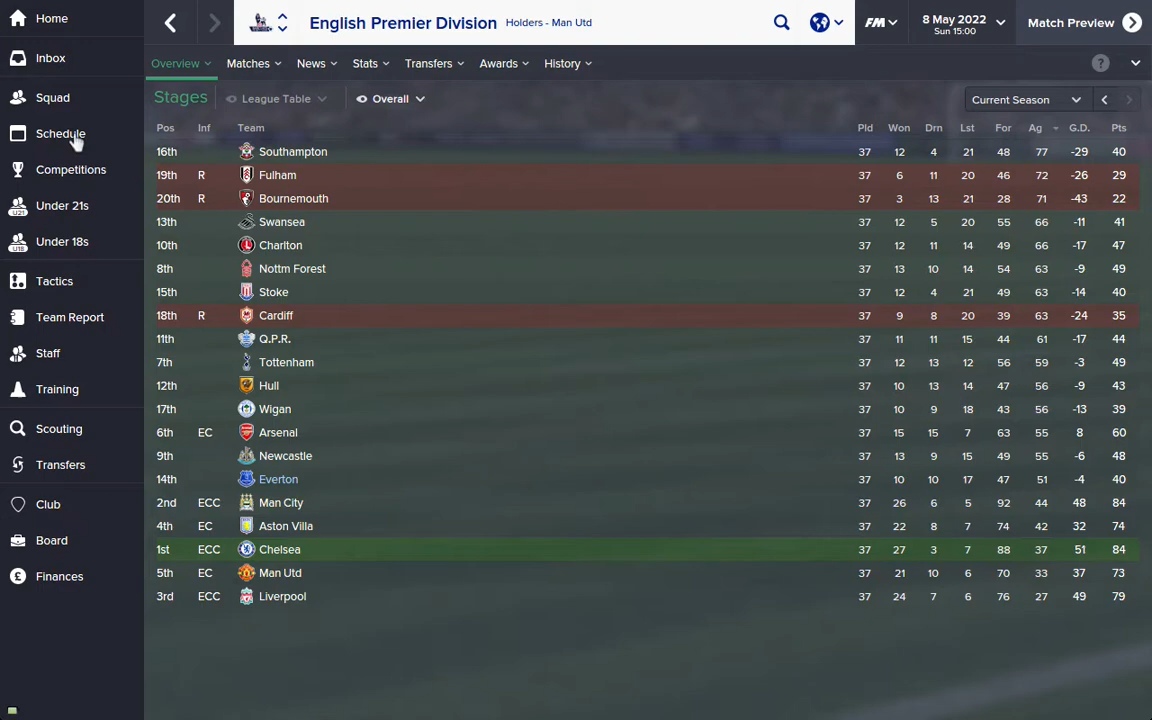 Home
Inbox
Squad
Schedule
Competitions
Under 21s
U21
Under 18s
U18
Tactics
Team Report
Staff
Training
Scouting
Transfers
Club
Board
Finances
English Premier Division Holders - Man Utd
FM
8 May 2022
Sun 15:00
Match Preview
Overview Matches News Stats Transfers Awards History ?
Stages League Table Overall Current Season
Pos Inf Team Pld Won Drn Lst For Ag G.D. Pts
16th Southampton 37 12 4 21 48 77 -29 40
19th R Fulham 37 6 11 20 46 72 -26 29
20th R Bournemouth 37 3 13 21 28 71 -43 22
13th Swansea 37 12 5 20 55 66 -11 41
10th Charlton 37 12 11 14 49 66 -17 47
8th Nottm Forest 37 13 10 14 54 63 -9 49
15th Stoke 37 12 4 21 49 63 -14 40
18th R Cardiff 37 9 8 20 39 63 -24 35
11th Q.P.R. 37 11 11 15 44 61 -17 44
7th Tottenham 37 12 13 12 56 59 -3 49
12th Hull 37 10 13 14 47 56 -9 43
17th Wigan 37 10 9 18 43 56 -13 39
6th EC Arsenal 37 15 15 7 63 55 8 60
9th Newcastle 37 13 9 15 49 55 -6 48
14th Everton 37 10 10 17 47 51 -4 40
2nd ECC Man City 37 26 6 5 92 44 48 84
4th EC Aston Villa 37 22 8 7 74 42 32 74
1st ECC Chelsea 37 27 3 7 88 37 51 84
5th EC Man Utd 37 21 10 6 70 33 37 73
3rd ECC Liverpool 37 24 7 6 76 27 49 79